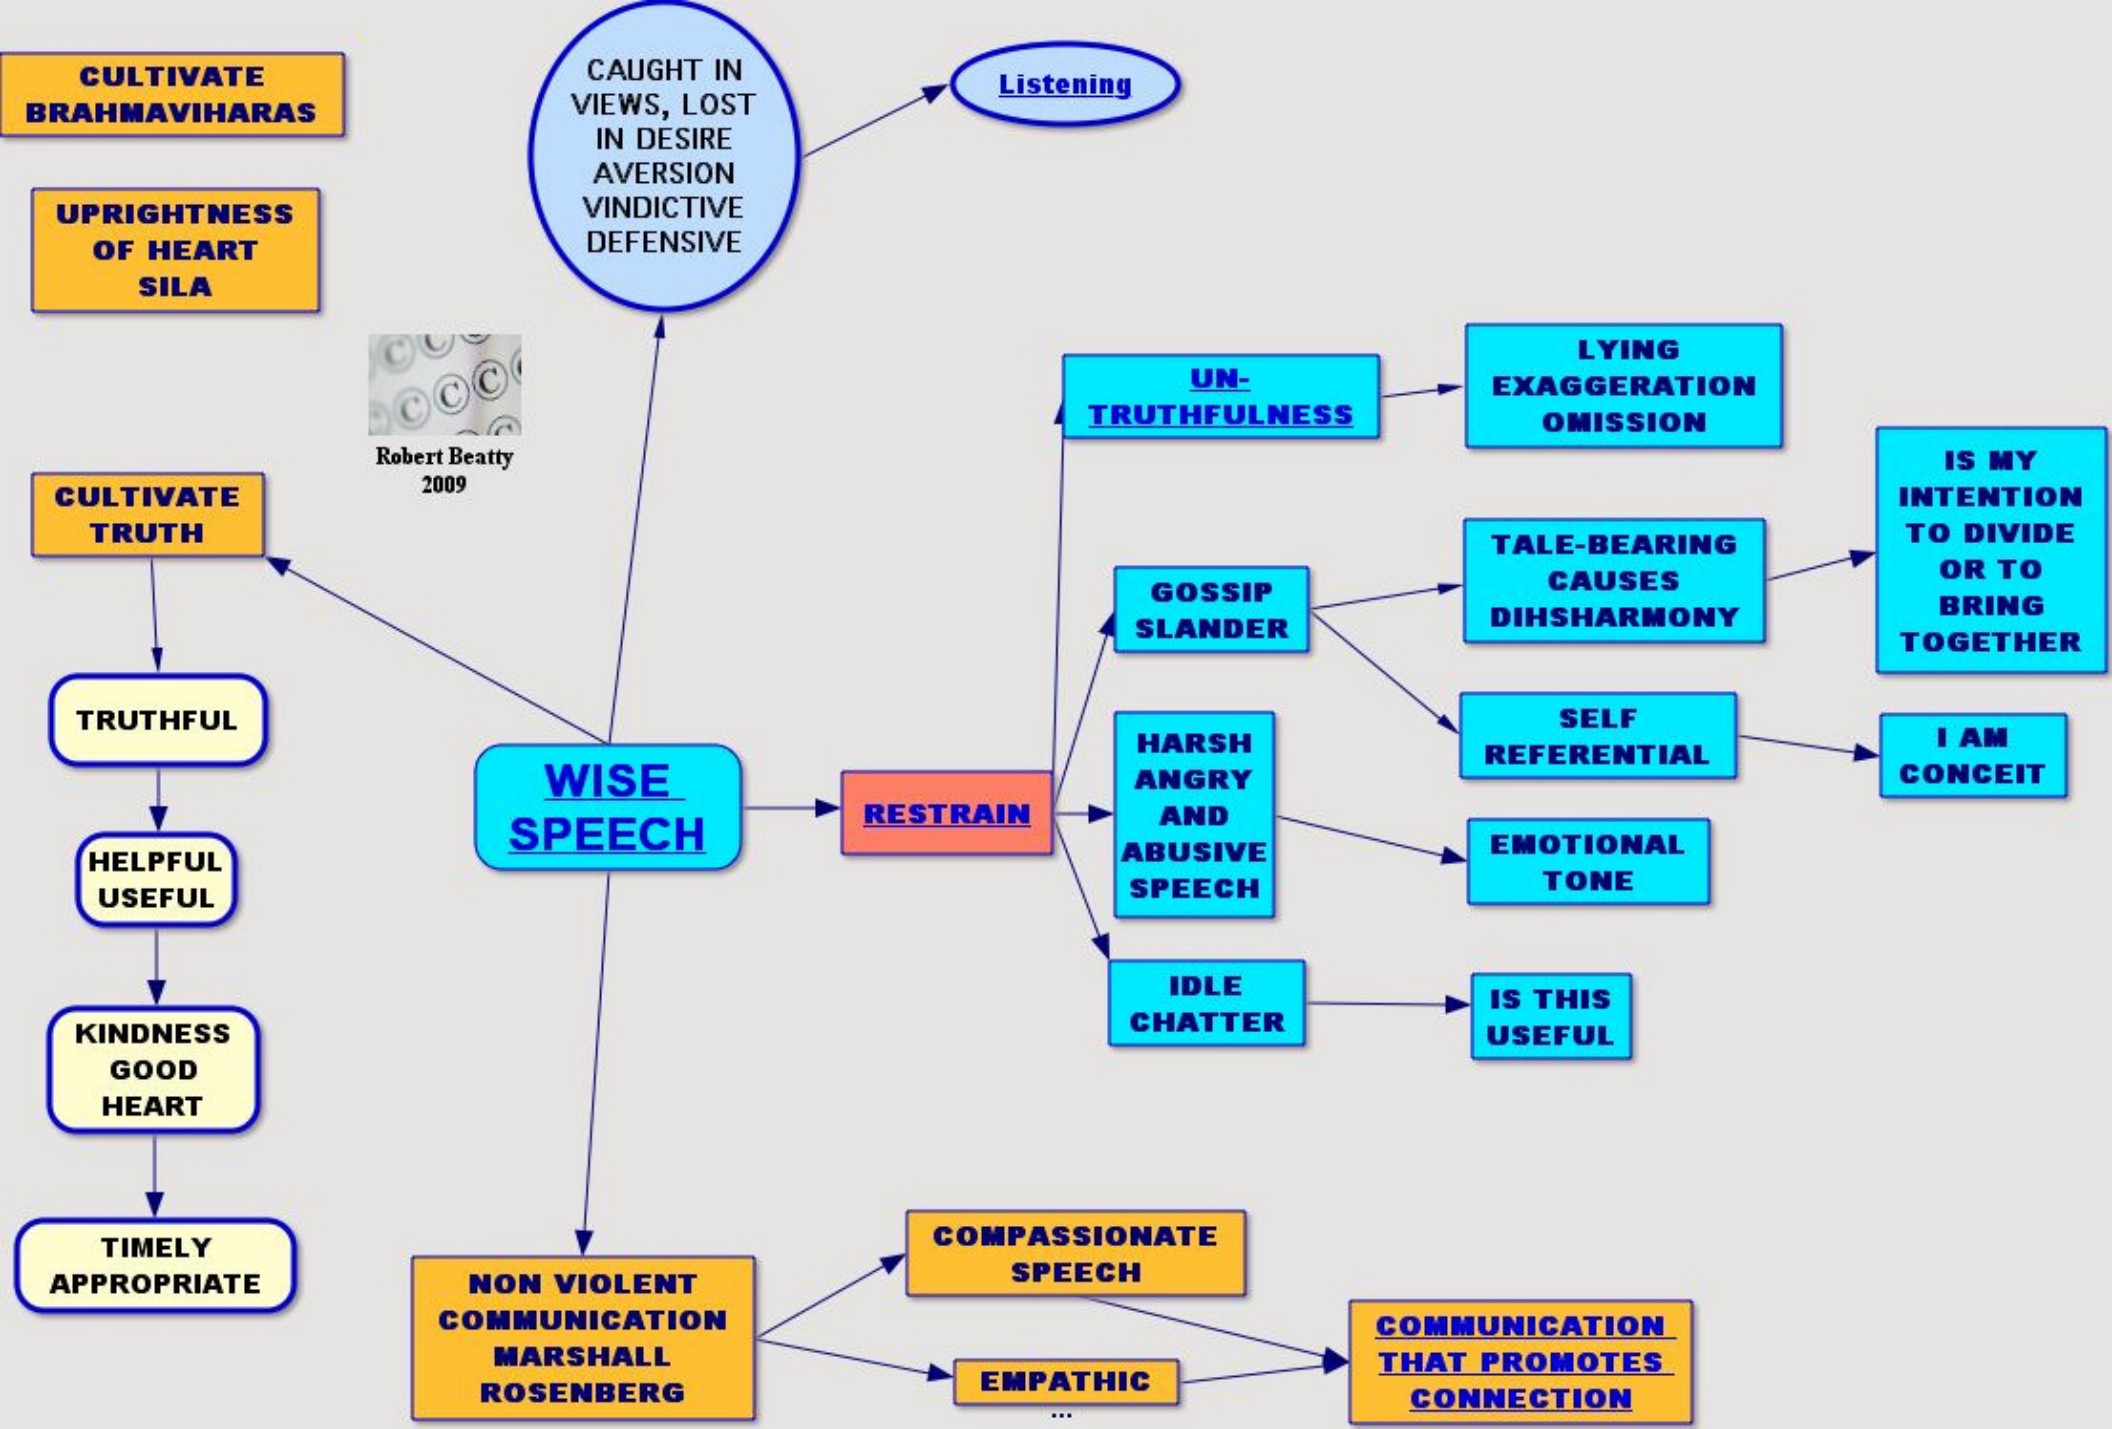 CULTIVATE
BRAHMAVIHARAS
UPRIGHTNESS
OF HEART
SILA
CAUGHT IN
VIEWS, LOST
IN DESIRE
AVERSION
VINDICTIVE
DEFENSIVE
Listening
Robert Beatty
2009
CULTIVATE
TRUTH
TRUTHFUL
HELPFUL
USEFUL
KINDNESS
GOOD
HEART
TIMELY
APPROPRIATE
WISE
SPEECH
RESTRAIN
UN-
TRUTHFULNESS
LYING
EXAGGERATION
OMISSION
GOSSIP
SLANDER
TALE-BEARING
CAUSES
DIHSHARMONY
IS MY
INTENTION
TO DIVIDE
OR TO
BRING
TOGETHER
SELF
REFERENTIAL
I AM
CONCEIT
HARSH
ANGRY
AND
ABUSIVE
SPEECH
EMOTIONAL
TONE
IDLE
CHATTER
IS THIS
USEFUL
NON VIOLENT
COMMUNICATION
MARSHALL
ROSENBERG
COMPASSIONATE
SPEECH
EMPATHIC
...
COMMUNICATION
THAT PROMOTES
CONNECTION